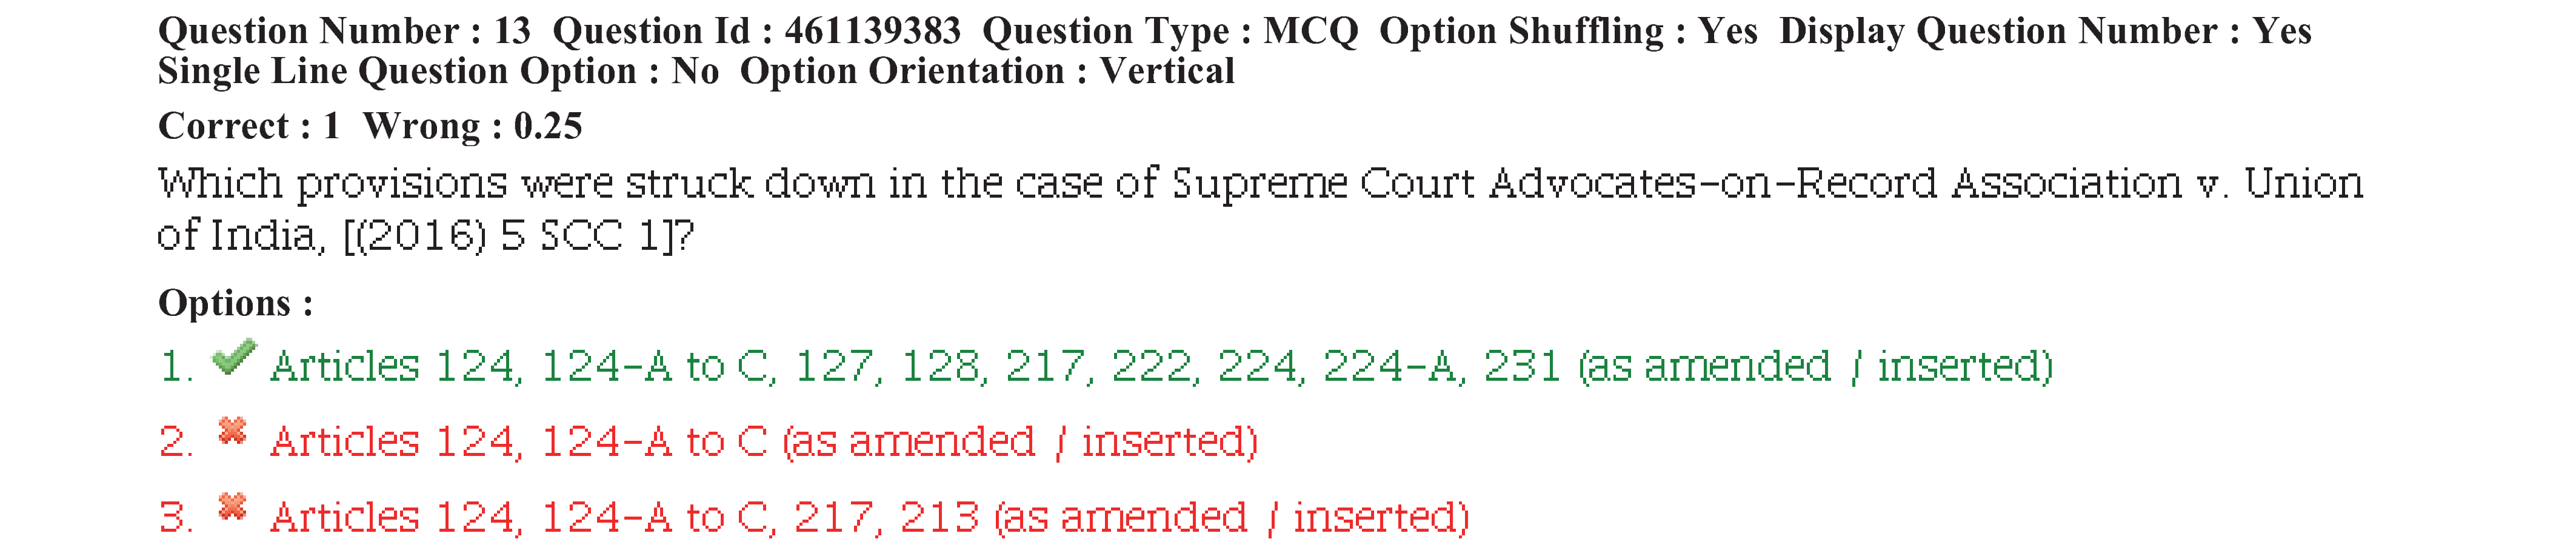 Question Number : 13 Question Id : 461139383 Question Type : MCQ Option Shuffling : Yes Display Question Number : Yes
Single Line Question Option : No Option Orientation : Vertical
Correct : 1 Wrong : 0.25
Which provisions were struck down in the case of Supreme Court Advocates-on-Record Association v. Union
of India, [(2016) 5 SCC 1]?
Options :
1. Articles 124, 124-A to C, 127, 128, 217, 222, 224, 224-A, 231 (as amended / inserted)
2. Articles 124, 124-A to C (as amended / inserted)
3. Articles 124, 124-A to C, 217, 213 (as amended / inserted)